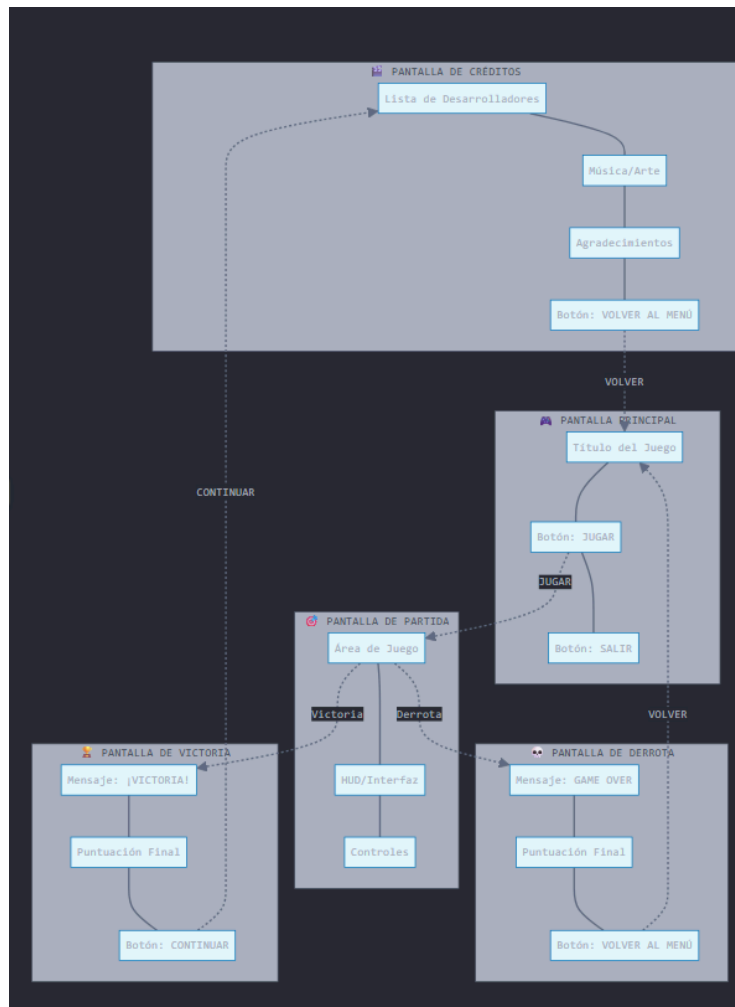 PANTALLA DE CRÉDITOS
Lista de Desarrolladores
Música/Arte
Agradecimientos
Botón: VOLVER AL MENÚ
VOLVER
PANTALLA PRINCIPAL
Título del Juego
CONTINUAR
Botón: JUGAR
JUGAR
PANTALLA DE PARTIDA
Área de Juego
Botón: SALIR
Victoria
Derrota
VOLVER
PANTALLA DE VICTORIA
Mensaje: ¡VICTORIA!
HUD/Interfaz
PANTALLA DE DERROTA
Mensaje: GAME OVER
Puntuación Final
Controles
Puntuación Final
Botón: CONTINUAR
Botón: VOLVER AL MENÚ